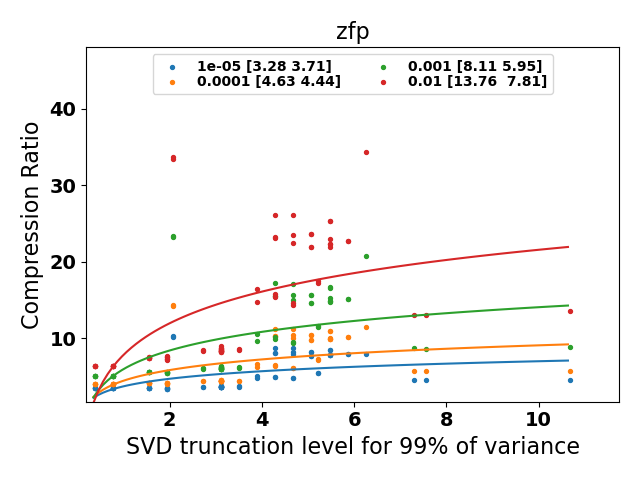 zfp
1e-05 [3.28 3.71]
0.0001 [4.63 4.44]
0.001 [8.11 5.95]
0.01 [13.76  7.81]
Compression Ratio
40
30
20
10
2 4 6 8 10
SVD truncation level for 99% of variance